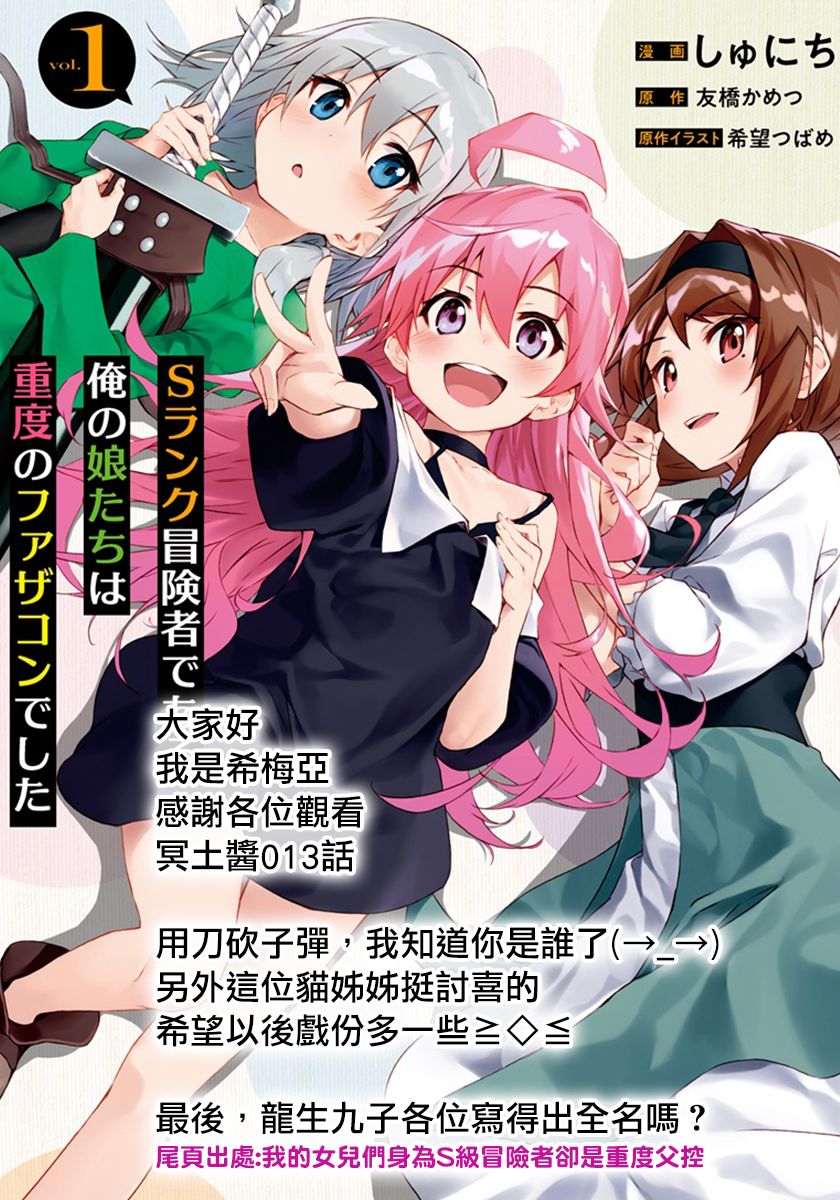 vol.1
漫画 しゅにち
原作 友橋かめつ
原作イラスト 希望つばめ
Sランク冒険者で
俺の娘たちは
重度のファザコンでした
大家好
我是希梅亞
感謝各位觀看
冥土醬013話
用刀砍子彈，我知道你是誰了(→_→)
另外這位貓姊姊挺討喜的
希望以後戲份多一些≧◇≦
最後，龍生九子各位寫得出全名嗎？
尾頁出處:我的女兒們身為S級冒險者卻是重度父控